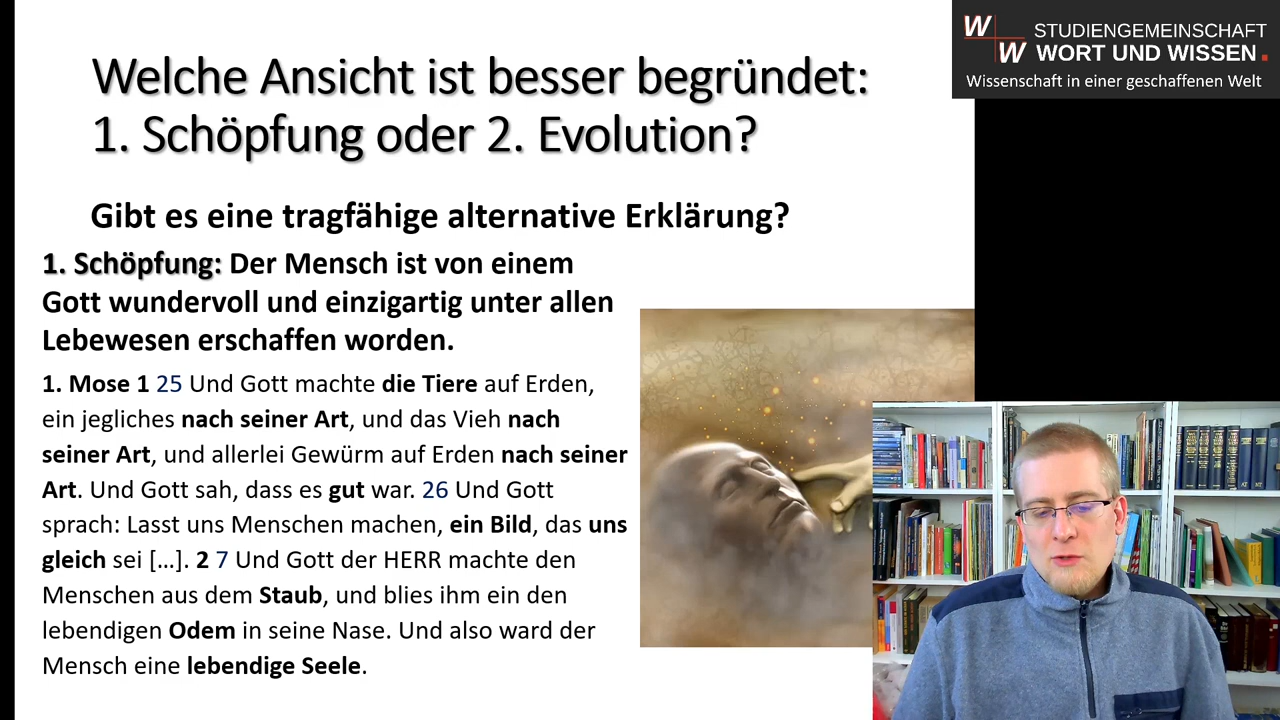 Welche Ansicht ist besser begründet:
1. Schöpfung oder 2. Evolution?
Gibt es eine tragfähige alternative Erklärung?
1. Schöpfung: Der Mensch ist von einem
Gott wundervoll und einzigartig unter allen
Lebewesen erschaffen worden.
1. Mose 1 25 Und Gott machte die Tiere auf Erden,
ein jegliches nach seiner Art, und das Vieh nach
seiner Art, und allerlei Gewürm auf Erden nach seiner
Art. Und Gott sah, dass es gut war. 26 Und Gott
sprach: Lasst uns Menschen machen, ein Bild, das uns
gleich sei [...]. 2 7 Und Gott der HERR machte den
Menschen aus dem Staub, und blies ihm ein den
lebendigen Odem in seine Nase. Und also ward der
Mensch eine lebendige Seele.
W W
STUDIENGEMEINSCHAFT
WORT UND WISSEN.
Wissenschaft in einer geschaffenen Welt